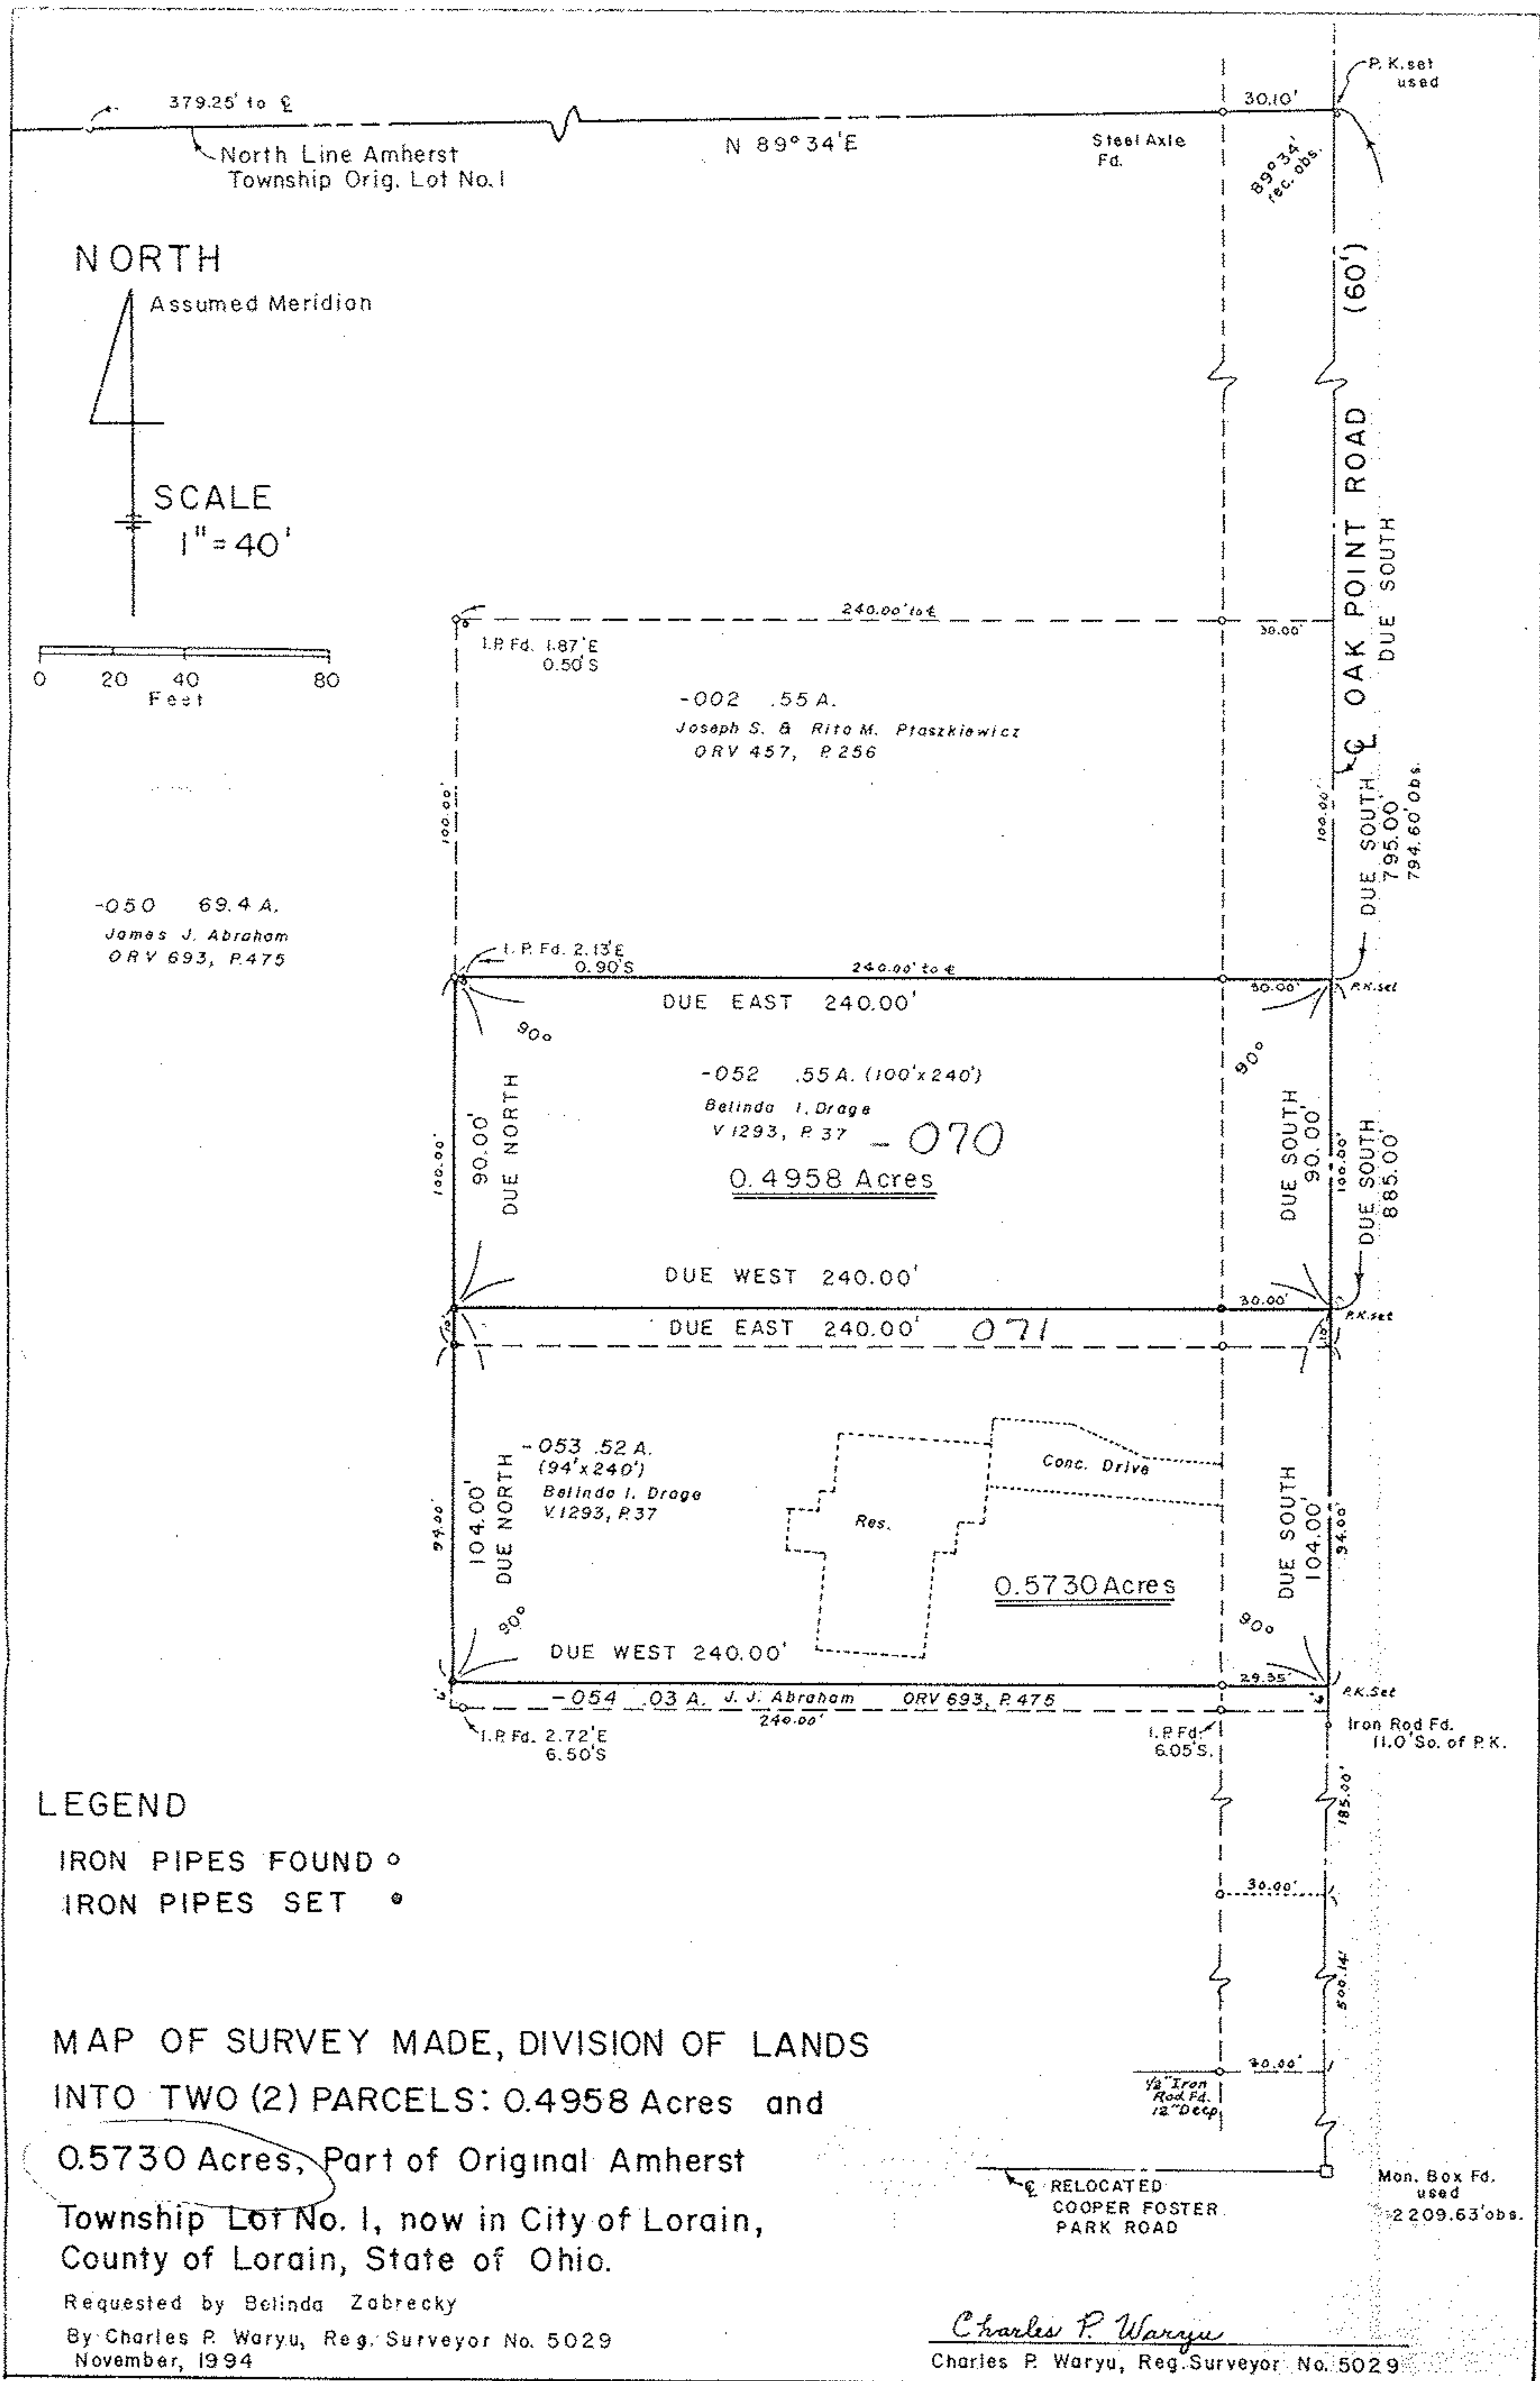 379.25' to ℄
North Line Amherst
Township Orig. Lot No. 1
N 89°34'E
Steel Axle
Fd.
30.10'
P.K. set
used
89°34'
rec. obs.
NORTH
Assumed Meridian
SCALE
1" = 40'
0 20 40 80
Feet
℄ OAK POINT ROAD (60')
DUE SOUTH
240.00' to ℄
30.00'
I.P. Fd. 1.87'E
0.50'S
-002 .55 A.
Joseph S. & Rita M. Ptaszkiewicz
ORV 457, P. 256
100.00'
100.00'
DUE SOUTH
795.00'
794.60' Obs.
-050 69.4 A.
James J. Abraham
ORV 693, P.475
I.P. Fd. 2.13'E
0.90'S
240.00' to ℄
30.00'
P.K. set
DUE EAST 240.00'
90°
90°
-052 .55 A. (100'x240')
Belinda I. Drage
V 1293, P. 37
- 070
0.4958 Acres
100.00'
90.00'
DUE NORTH
DUE SOUTH
90.00'
100.00'
DUE SOUTH
885.00'
DUE WEST 240.00'
30.00'
P.K. set
DUE EAST 240.00' 071
10'
10'
-053 .52 A.
(94'x240')
Belinda I. Drage
V.1293, P.37
Conc. Drive
Res.
0.5730 Acres
94.00'
104.00'
DUE NORTH
DUE SOUTH
104.00'
94.00'
90°
90°
DUE WEST 240.00'
29.35'
P.K. Set
-054 .03 A. J. J. Abraham ORV 693, P. 475
240.00'
I.P. Fd. 2.72'E
6.50'S
I.P. Fd.
6.05'S.
Iron Rod Fd.
11.0' So. of P.K.
185.00'
LEGEND
IRON PIPES FOUND
IRON PIPES SET
30.00'
500.14'
MAP OF SURVEY MADE, DIVISION OF LANDS
INTO TWO (2) PARCELS: 0.4958 Acres and
0.5730 Acres, Part of Original Amherst
Township Lot No. 1, now in City of Lorain,
County of Lorain, State of Ohio.
1/2" Iron
Rod Fd.
12" Deep
℄ RELOCATED
COOPER FOSTER
PARK ROAD
Mon. Box Fd.
used
2209.63' obs.
Requested by Belinda Zabrecky
By Charles P. Waryu, Reg. Surveyor No. 5029
November, 1994
Charles P. Waryu
Charles P. Waryu, Reg. Surveyor No. 5029